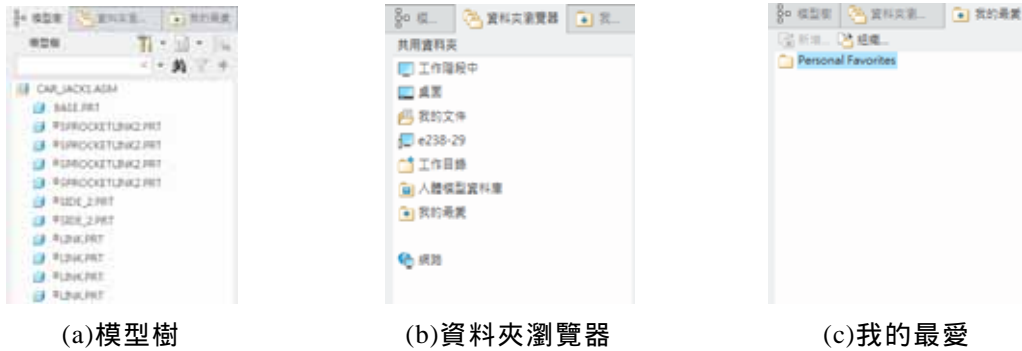 模型樹 資料夾瀏... 我的最愛
模型樹
CAR_JACK1.ASM
BASE.PRT
SPROCKETLINK2.PRT
SPROCKETLINK2.PRT
SPROCKETLINK2.PRT
SPROCKETLINK2.PRT
SIDE_2.PRT
SIDE_2.PRT
LINK.PRT
LINK.PRT
LINK.PRT
LINK.PRT
(a)模型樹
模... 資料夾瀏覽器 我...
共用資料夾
工作階段中
桌面
我的文件
e238-29
工作目錄
人體模型資料庫
我的最愛
網路
(b)資料夾瀏覽器
模型樹 資料夾瀏... 我的最愛
新增... 組織...
Personal Favorites
(c)我的最愛